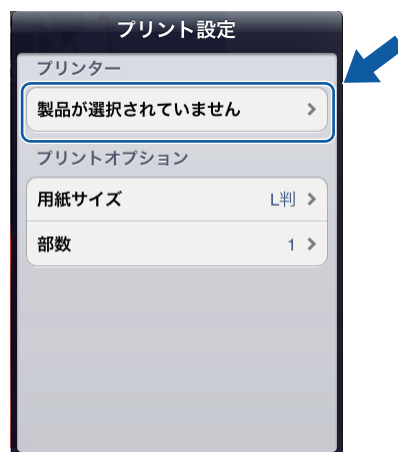 プリント設定
プリンター
製品が選択されていません
プリントオプション
用紙サイズ L判
部数 1